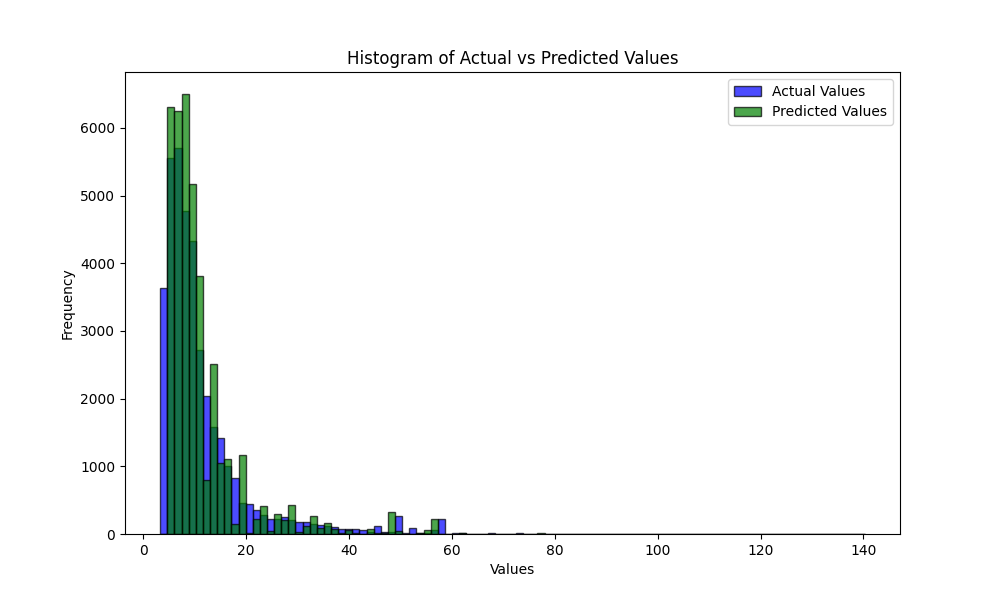 Histogram of Actual vs Predicted Values
Actual Values
Predicted Values
Frequency
6000
5000
4000
3000
2000
1000
0
0 20 40 60 80 100 120 140
Values